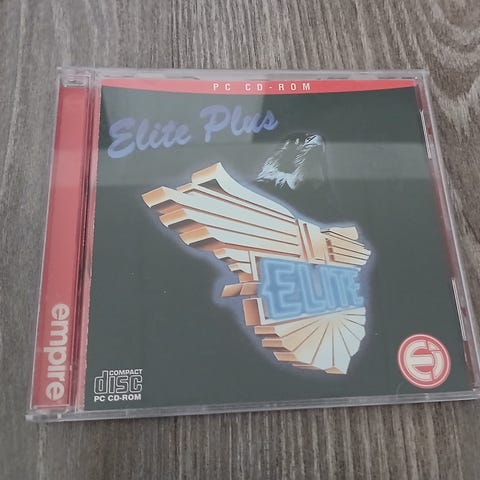 PC CD-ROM
Elite Plus
ELITE
empire
COMPACT
disc
PC CD-ROM